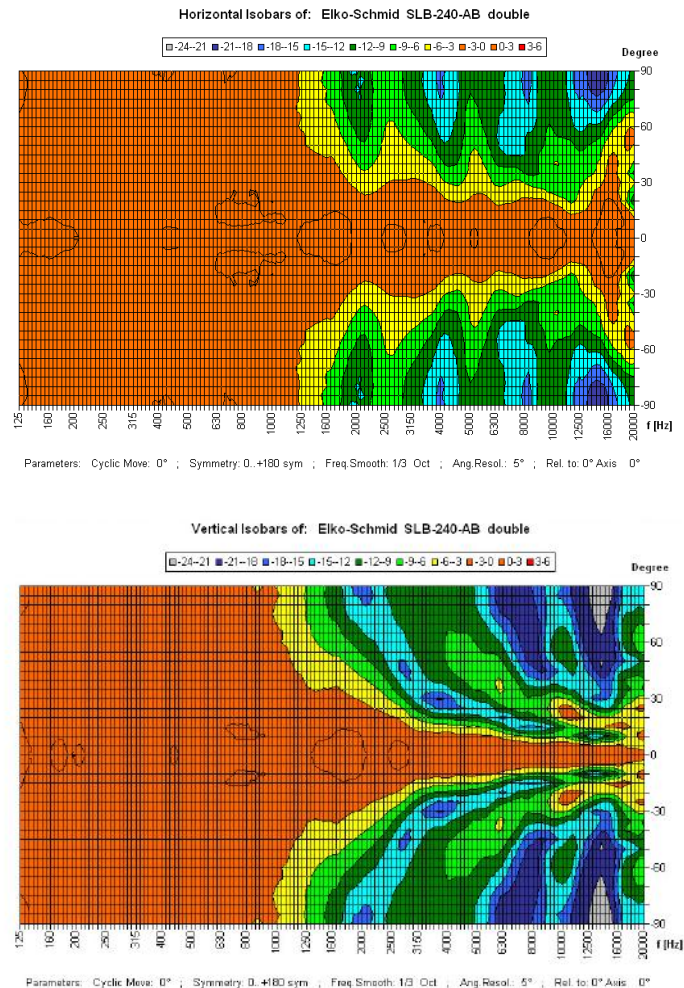 Horizontal Isobars of: Elko-Schmid SLB-240-AB double
-24--21 -21--18 -18--15 -15--12 -12--9 -9--6 -6--3 -3-0 0-3 3-6
Degree
90
60
30
0
-30
-60
-90
125 160 200 250 315 400 500 630 800 1000 1250 1600 2000 2500 3150 4000 5000 6300 8000 10000 12500 16000 20000 f [Hz]
Parameters: Cyclic Move: 0° ; Symmetry: 0..+180 sym ; Freq.Smooth: 1/3 Oct ; Ang.Resol.: 5° ; Rel. to: 0° Axis 0°
Vertical Isobars of: Elko-Schmid SLB-240-AB double
-24--21 -21--18 -18--15 -15--12 -12--9 -9--6 -6--3 -3-0 0-3 3-6
Degree
90
60
30
0
-30
-60
-90
125 160 200 250 315 400 500 630 800 1000 1250 1600 2000 2500 3150 4000 5000 6300 8000 10000 12500 16000 20000 f [Hz]
Parameters: Cyclic Move: 0° ; Symmetry: 0..+180 sym ; Freq.Smooth: 1/3 Oct ; Ang.Resol.: 5° ; Rel. to: 0° Axis 0°